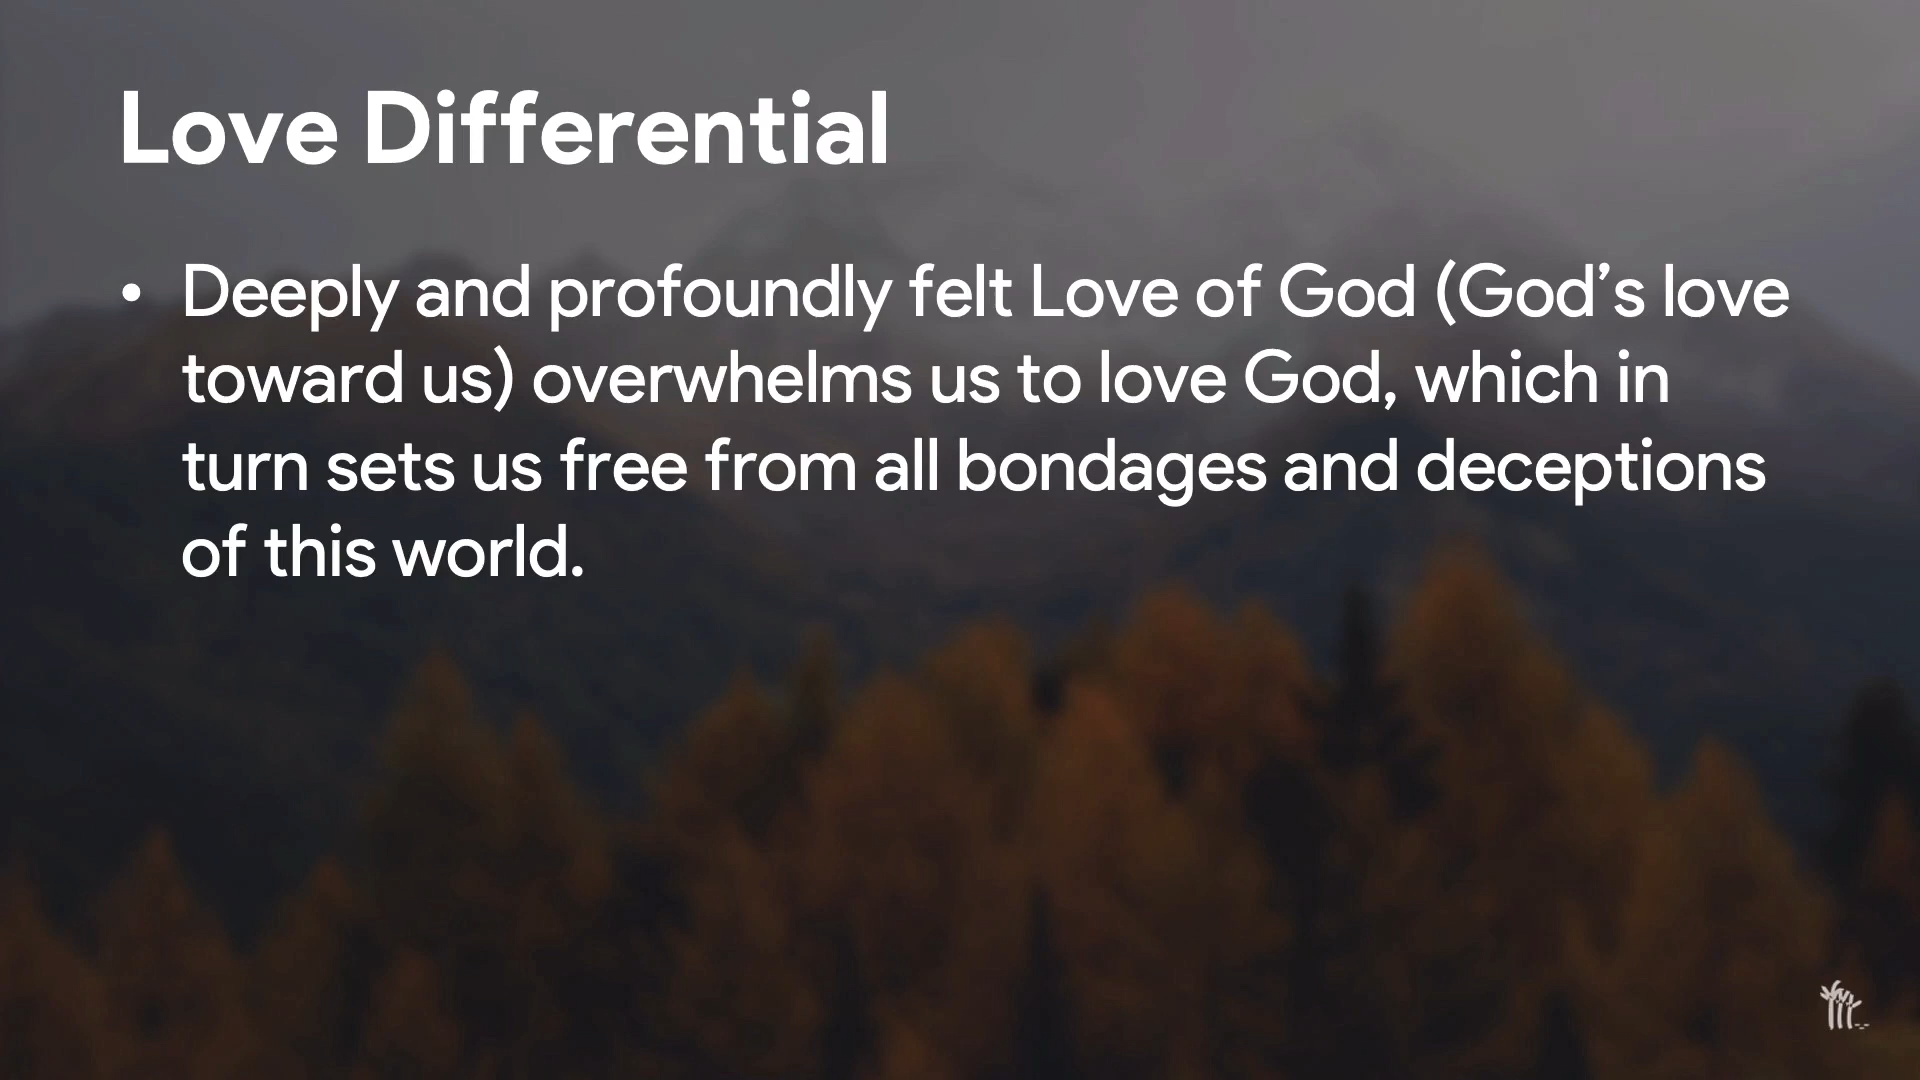 Love Differential
• Deeply and profoundly felt Love of God (God’s love
toward us) overwhelms us to love God, which in
turn sets us free from all bondages and deceptions
of this world.